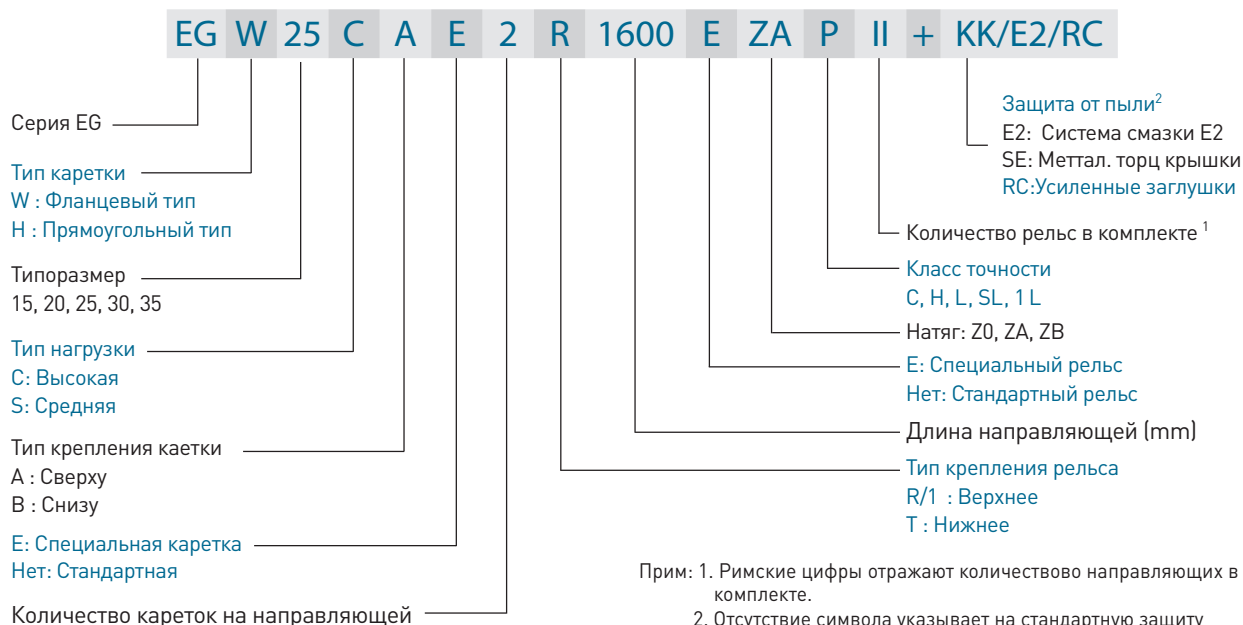 EG W 25 C A E 2 R 1600 E ZA P II + KK/E2/RC
Серия EG
Тип каретки
W : Фланцевый тип
H : Прямоугольный тип
Типоразмер
15, 20, 25, 30, 35
Тип нагрузки
C: Высокая
S: Средняя
Тип крепления каетки
A : Сверху
B : Снизу
E: Специальная каретка
Нет: Стандартная
Количество кареток на направляющей
Защита от пыли2
E2: Система смазки E2
SE: Меттал. торц крышки
RC:Усиленные заглушки
Количество рельс в комплекте 1
Класс точности
C, H, L, SL, 1 L
Натяг: Z0, ZA, ZB
E: Специальный рельс
Нет: Стандартный рельс
Длина направляющей (mm)
Тип крепления рельса
R/1 : Верхнее
T : Нижнее
Прим: 1. Римские цифры отражают количествово направляющих в
комплекте.
2. Отсутствие символа указывает на стандартную защиту